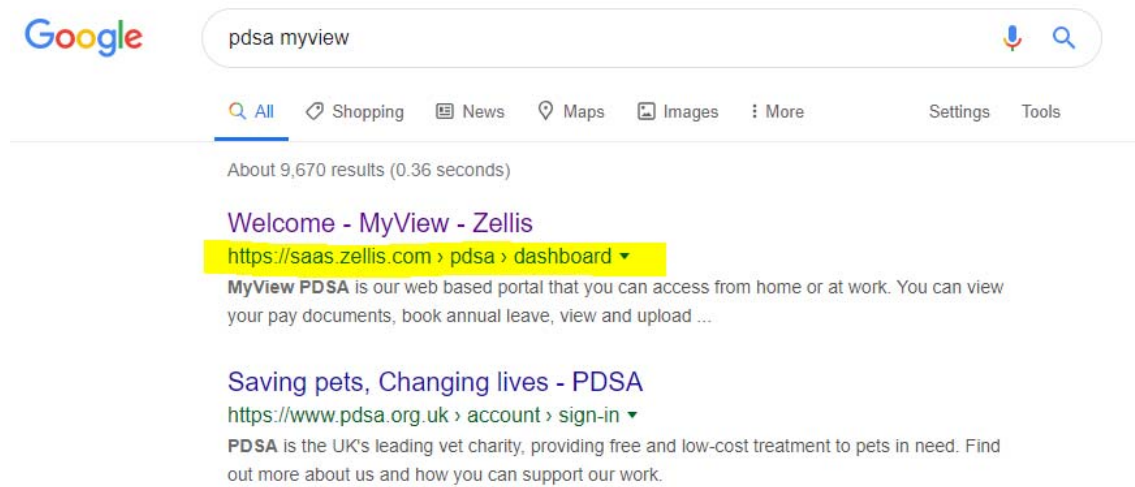 Google
pdsa myview
All Shopping News Maps Images More Settings Tools
About 9,670 results (0.36 seconds)
Welcome - MyView - Zellis
https://saas.zellis.com › pdsa › dashboard
MyView PDSA is our web based portal that you can access from home or at work. You can view
your pay documents, book annual leave, view and upload ...
Saving pets, Changing lives - PDSA
https://www.pdsa.org.uk › account › sign-in
PDSA is the UK's leading vet charity, providing free and low-cost treatment to pets in need. Find
out more about us and how you can support our work.